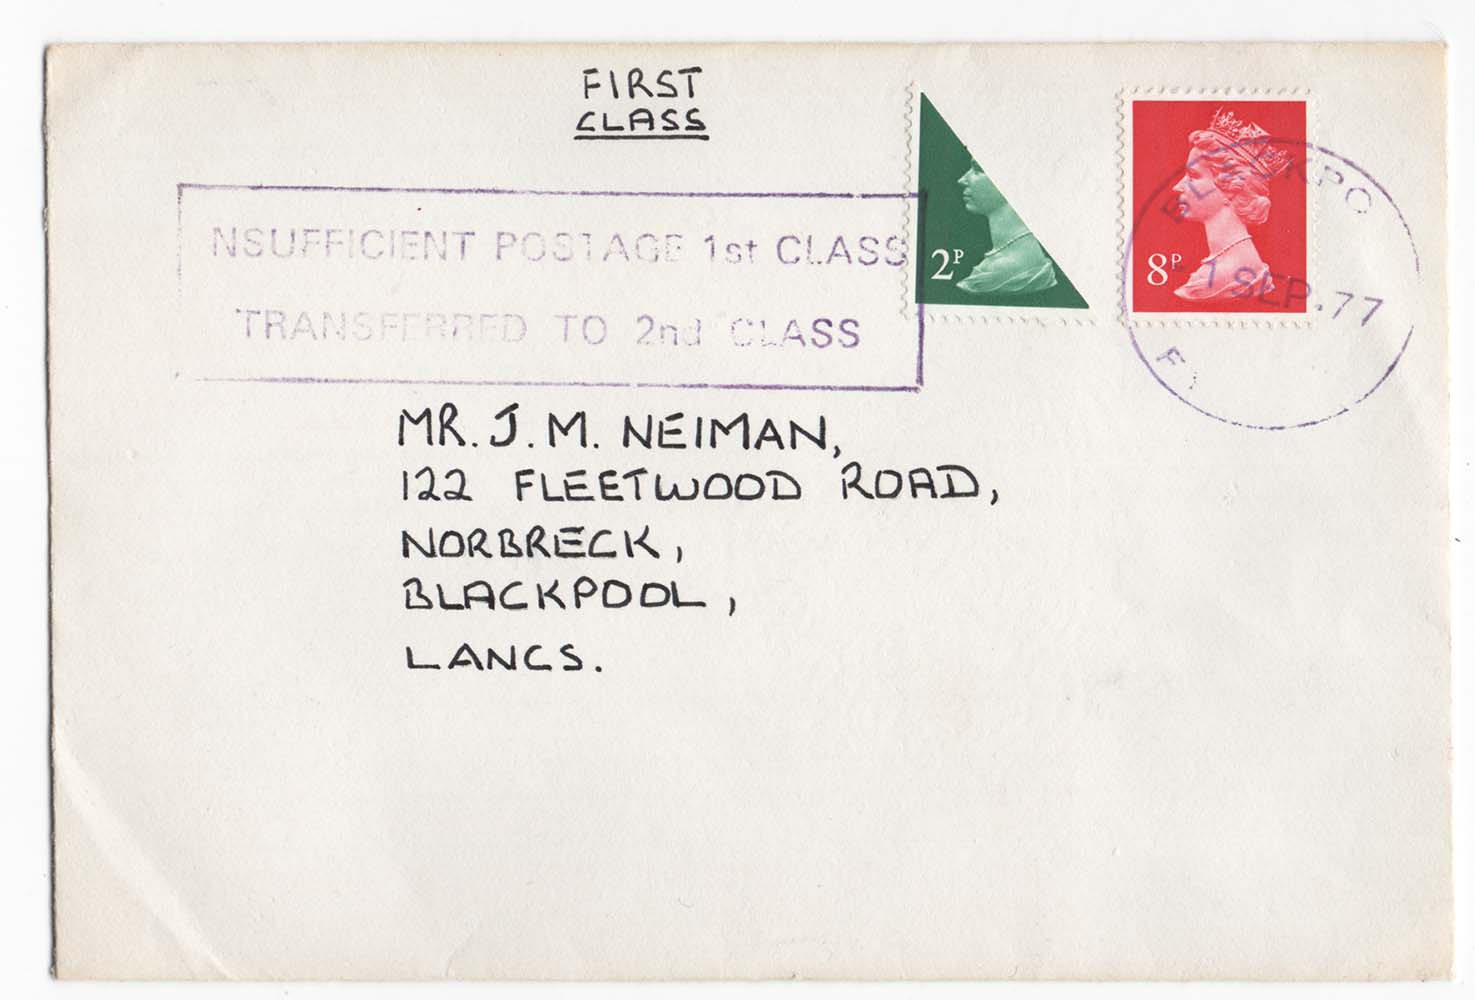 FIRST
CLASS
NSUFFICIENT POSTAGE 1st CLASS
TRANSFERRED TO 2nd CLASS
2P
8P
BLACKPO
1 SEP.77
MR. J. M. NEIMAN,
122 FLEETWOOD ROAD,
NORBRECK,
BLACKPOOL,
LANCS.